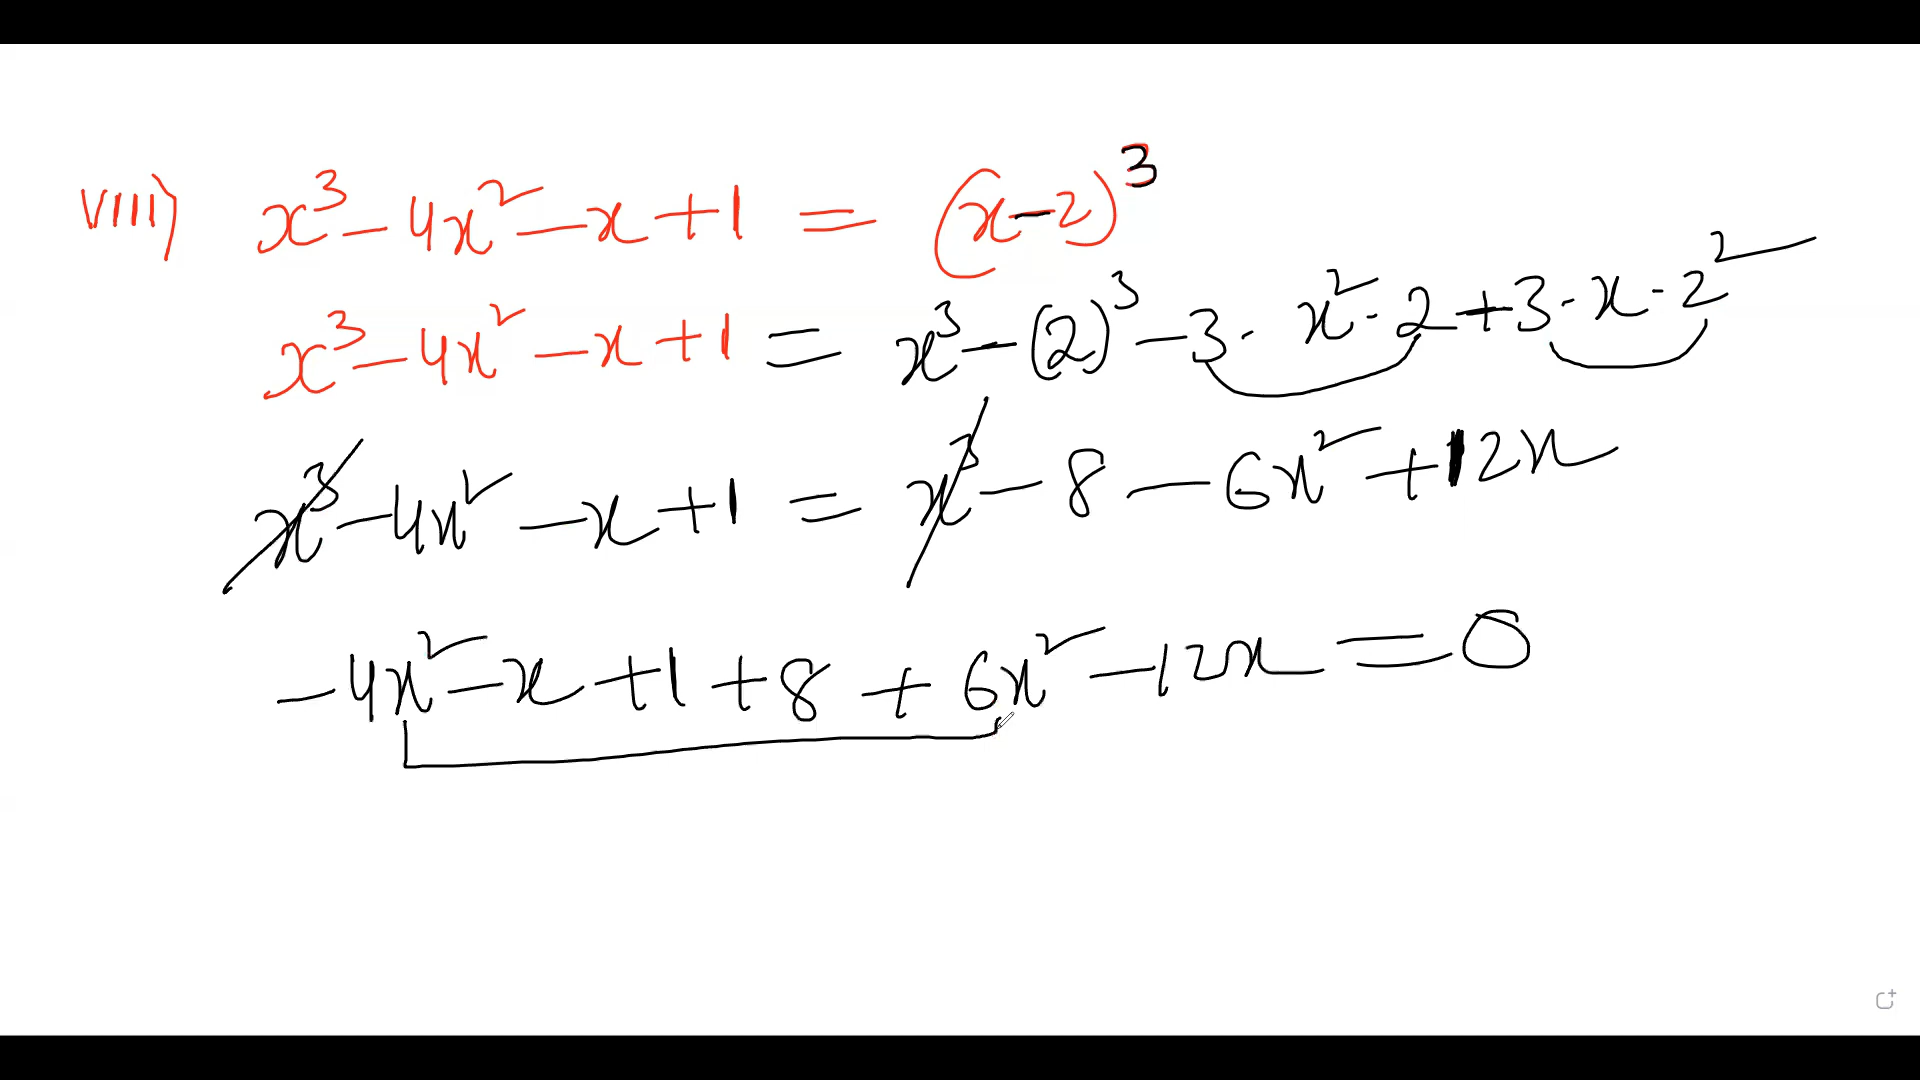 VIII) x³ - 4x² - x + 1 = (x-2)³
x³ - 4x² - x + 1 = x³ - (2)³ - 3 · x² · 2 + 3 · x · 2²
x³ - 4x² - x + 1 = x³ - 8 - 6x² + 12x
- 4x² - x + 1 + 8 + 6x² - 12x = 0